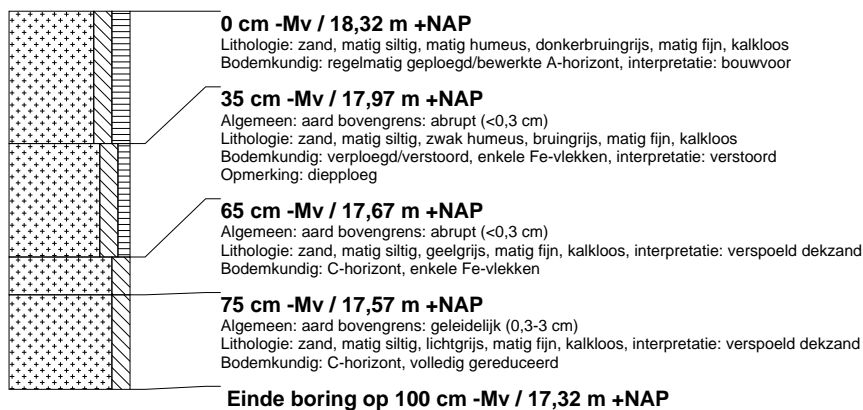 0 cm -Mv / 18,32 m +NAP
Lithologie: zand, matig siltig, matig humeus, donkerbruingrijs, matig fijn, kalkloos
Bodemkundig: regelmatig geploegd/bewerkte A-horizont, interpretatie: bouwvoor
35 cm -Mv / 17,97 m +NAP
Algemeen: aard bovengrens: abrupt (<0,3 cm)
Lithologie: zand, matig siltig, zwak humeus, bruingrijs, matig fijn, kalkloos
Bodemkundig: verploegd/verstoord, enkele Fe-vlekken, interpretatie: verstoord
Opmerking: diepploeg
65 cm -Mv / 17,67 m +NAP
Algemeen: aard bovengrens: abrupt (<0,3 cm)
Lithologie: zand, matig siltig, geelgrijs, matig fijn, kalkloos, interpretatie: verspoeld dekzand
Bodemkundig: C-horizont, enkele Fe-vlekken
75 cm -Mv / 17,57 m +NAP
Algemeen: aard bovengrens: geleidelijk (0,3-3 cm)
Lithologie: zand, matig siltig, lichtgrijs, matig fijn, kalkloos, interpretatie: verspoeld dekzand
Bodemkundig: C-horizont, volledig gereduceerd
Einde boring op 100 cm -Mv / 17,32 m +NAP